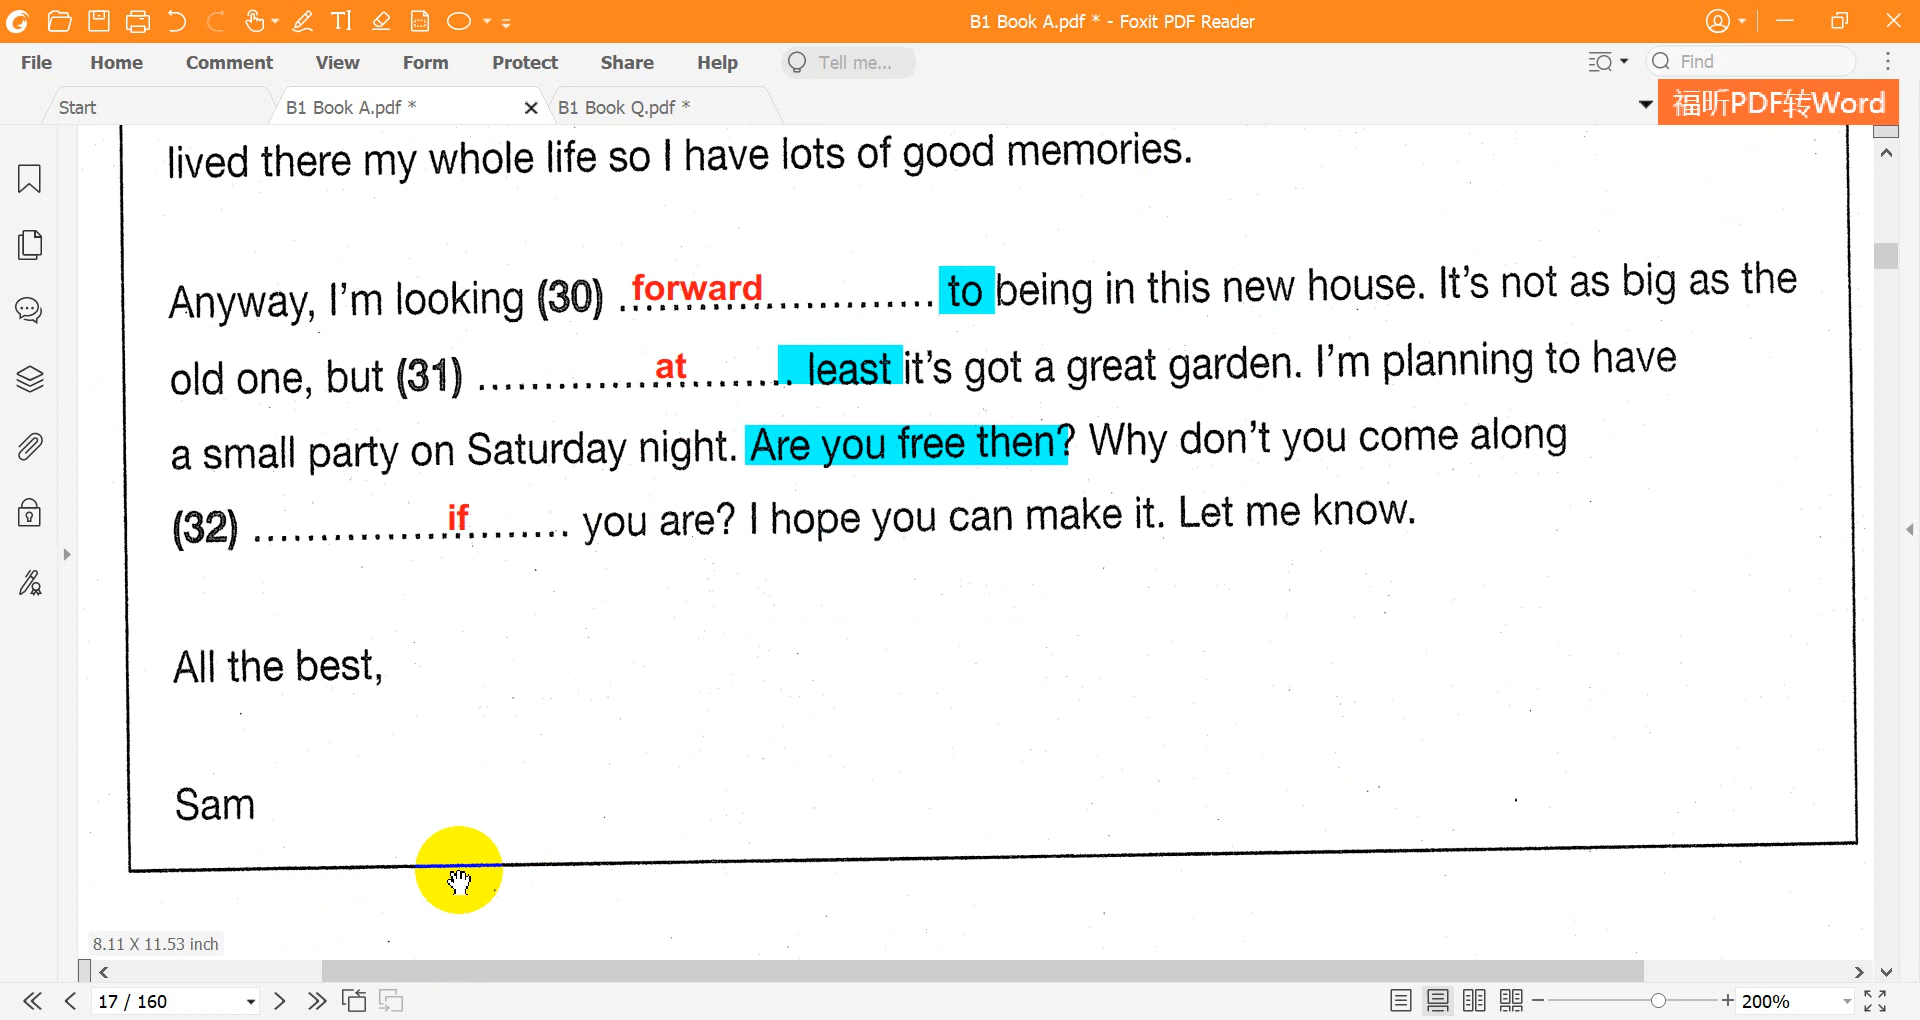 B1 Book A.pdf * - Foxit PDF Reader
File Home Comment View Form Protect Share Help Tell me... Find
Start B1 Book A.pdf * B1 Book Q.pdf * 福昕PDF转Word
lived there my whole life so I have lots of good memories.
Anyway, I'm looking (30) .forward.................... to being in this new house. It's not as big as the
old one, but (31) ............at............ least it's got a great garden. I'm planning to have
a small party on Saturday night. Are you free then? Why don't you come along
(32) ............if............ you are? I hope you can make it. Let me know.
All the best,
Sam
8.11 X 11.53 inch
17 / 160 200%